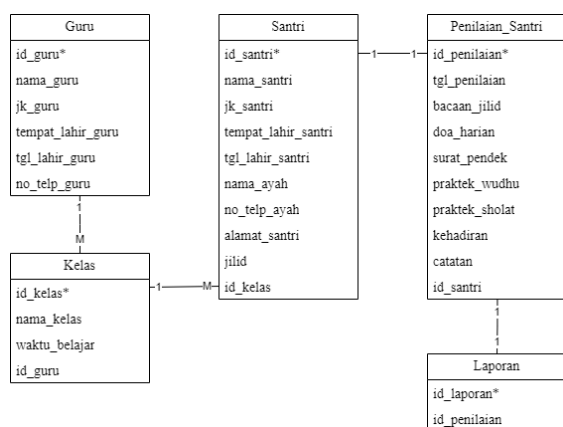 Guru
id_guru*
nama_guru
jk_guru
tempat_lahir_guru
tgl_lahir_guru
no_telp_guru
1
M
Kelas
id_kelas*
nama_kelas
waktu_belajar
id_guru
1
M
Santri
id_santri*
nama_santri
jk_santri
tempat_lahir_santri
tgl_lahir_santri
nama_ayah
no_telp_ayah
alamat_santri
jilid
id_kelas
1
1
Penilaian_Santri
id_penilaian*
tgl_penilaian
bacaan_jilid
doa_harian
surat_pendek
praktek_wudhu
praktek_sholat
kehadiran
catatan
id_santri
1
1
Laporan
id_laporan*
id_penilaian